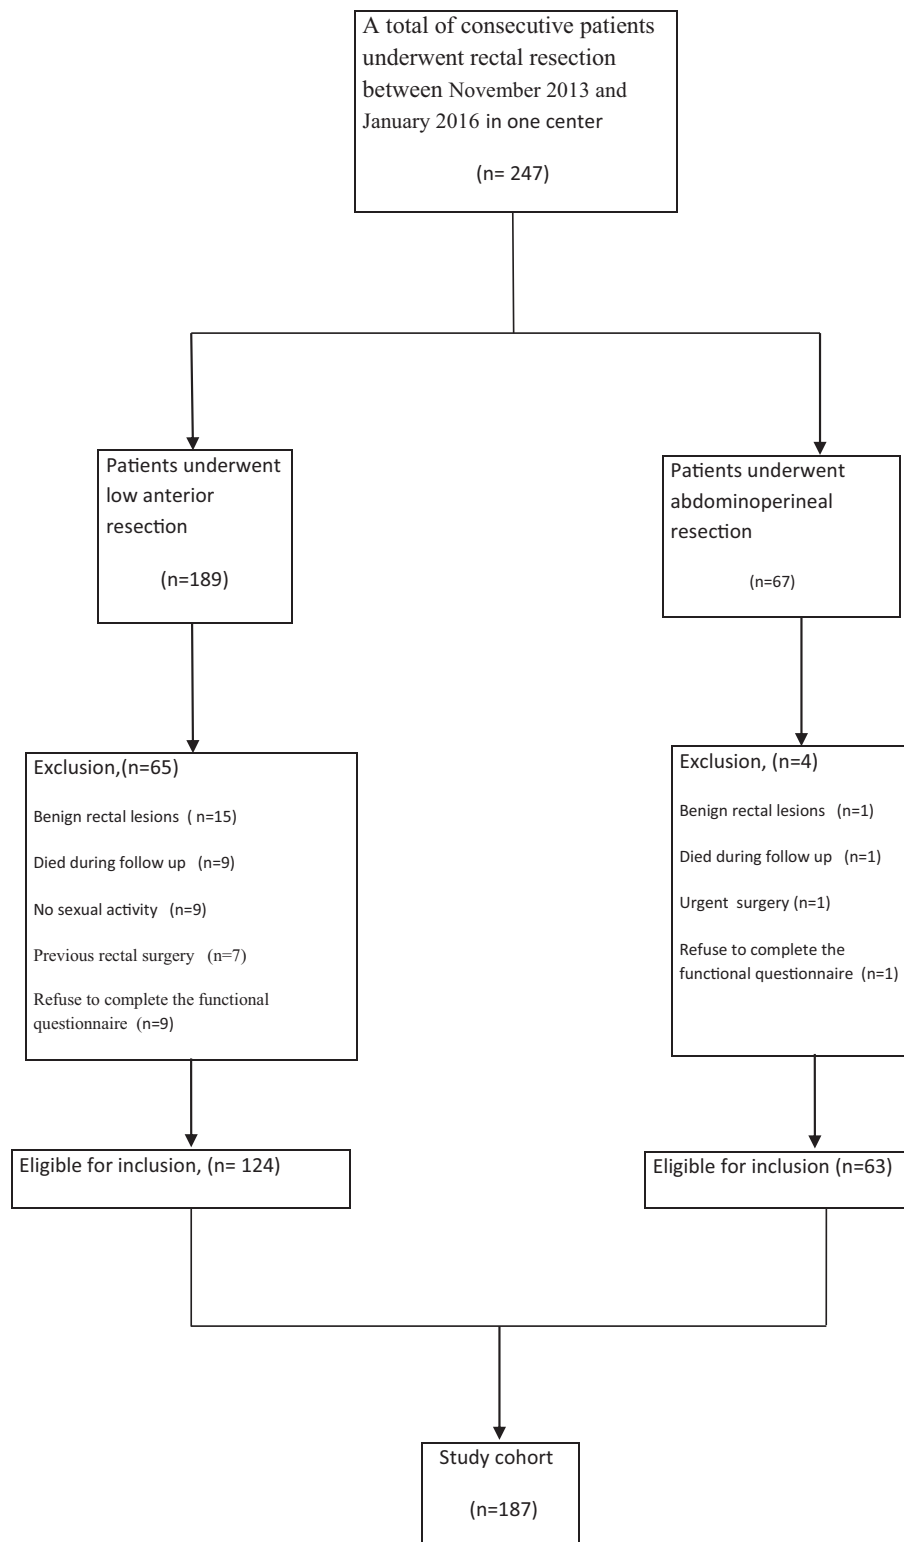 A total of consecutive patients
underwent rectal resection
between November 2013 and
January 2016 in one center
(n= 247)
Patients underwent
low anterior
resection
(n=189)
Patients underwent
abdominoperineal
resection
(n=67)
Exclusion,(n=65)
Benign rectal lesions ( n=15)
Died during follow up (n=9)
No sexual activity (n=9)
Previous rectal surgery (n=7)
Refuse to complete the functional
questionnaire (n=9)
Exclusion, (n=4)
Benign rectal lesions (n=1)
Died during follow up (n=1)
Urgent surgery (n=1)
Refuse to complete the
functional questionnaire (n=1)
Eligible for inclusion, (n= 124)
Eligible for inclusion (n=63)
Study cohort
(n=187)